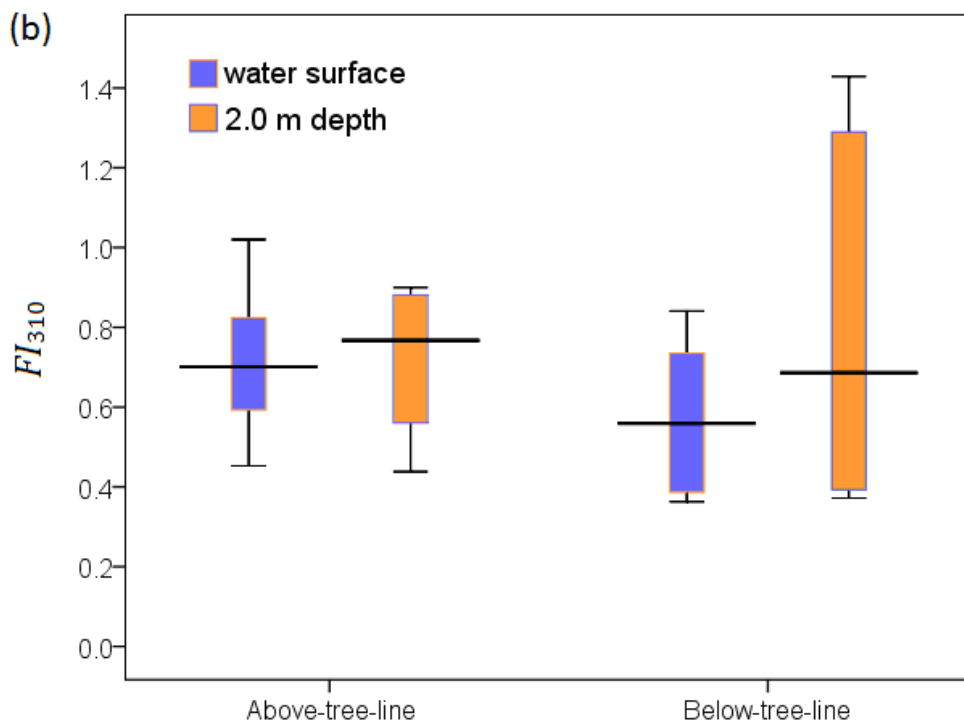 (b)
water surface
2.0 m depth
1.4
1.2
1.0
0.8
0.6
0.4
0.2
0.0
FI310
Above-tree-line
Below-tree-line